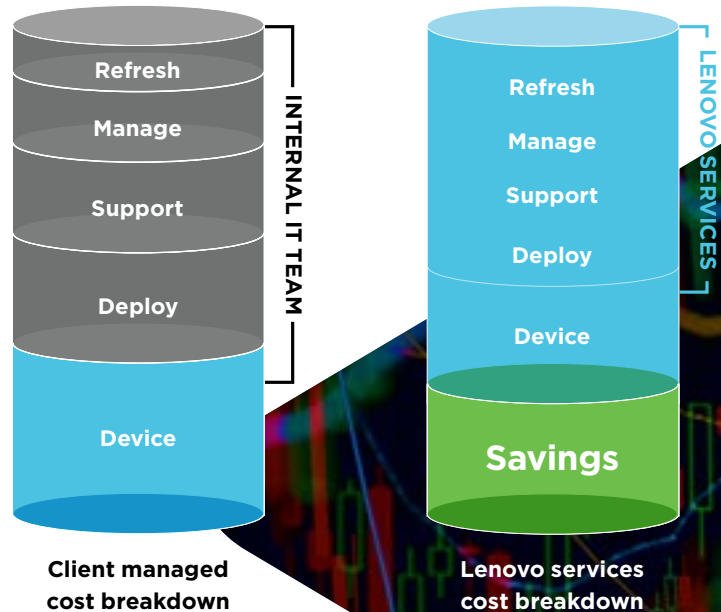 Refresh
Manage
Support
Deploy
Device
INTERNAL IT TEAM
Client managed
cost breakdown
Refresh
Manage
Support
Deploy
Device
Savings
LENOVO SERVICES
Lenovo services
cost breakdown